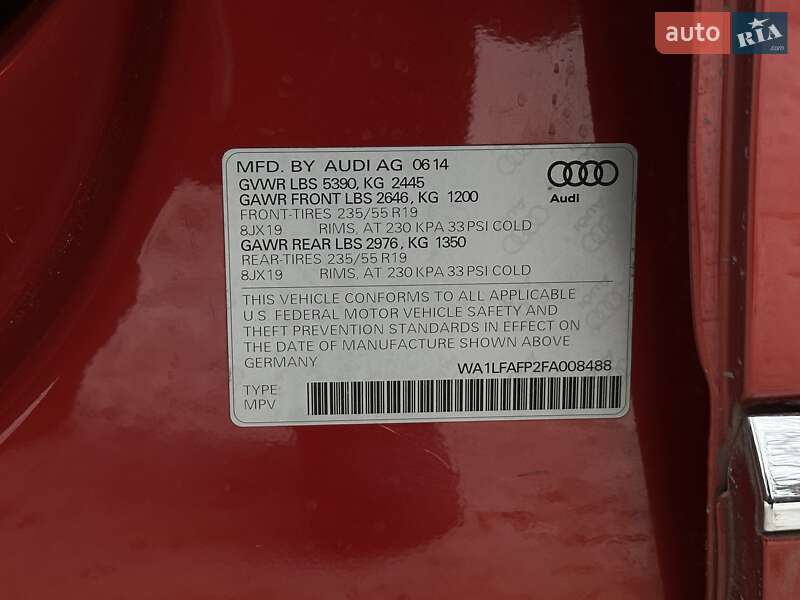 auto RIA .com
MFD. BY AUDI AG 0614
GVWR LBS 5390, KG 2445
GAWR FRONT LBS 2646, KG 1200
FRONT-TIRES 235/55 R19
8JX19 RIMS, AT 230 KPA 33 PSI COLD
GAWR REAR LBS 2976, KG 1350
REAR-TIRES 235/55 R19
8JX19 RIMS, AT 230 KPA 33 PSI COLD
Audi
THIS VEHICLE CONFORMS TO ALL APPLICABLE
U.S. FEDERAL MOTOR VEHICLE SAFETY AND
THEFT PREVENTION STANDARDS IN EFFECT ON
THE DATE OF MANUFACTURE SHOWN ABOVE
GERMANY WA1LFAFP2FA008488
TYPE:
MPV